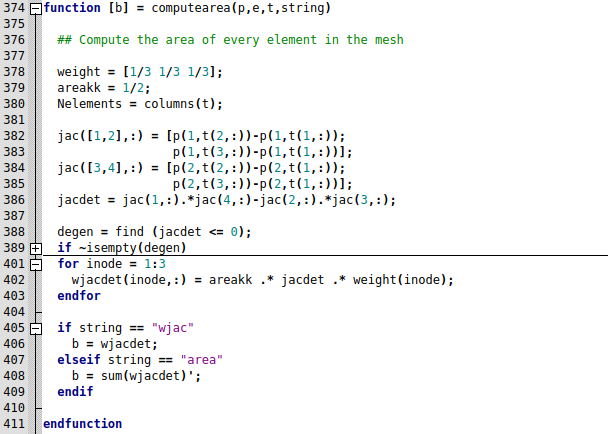 374 function [b] = computearea(p,e,t,string)
375
376 ## Compute the area of every element in the mesh
377
378 weight = [1/3 1/3 1/3];
379 areakk = 1/2;
380 Nelements = columns(t);
381
382 jac([1,2],:) = [p(1,t(2,:))-p(1,t(1,:));
383 p(1,t(3,:))-p(1,t(1,:))];
384 jac([3,4],:) = [p(2,t(2,:))-p(2,t(1,:));
385 p(2,t(3,:))-p(2,t(1,:))];
386 jacdet = jac(1,:).*jac(4,:)-jac(2,:).*jac(3,:);
387
388 degen = find (jacdet <= 0);
389 if ~isempty(degen)
401 for inode = 1:3
402 wjacdet(inode,:) = areakk .* jacdet .* weight(inode);
403 endfor
404
405 if string == "wjac"
406 b = wjacdet;
407 elseif string == "area"
408 b = sum(wjacdet)';
409 endif
410
411 endfunction